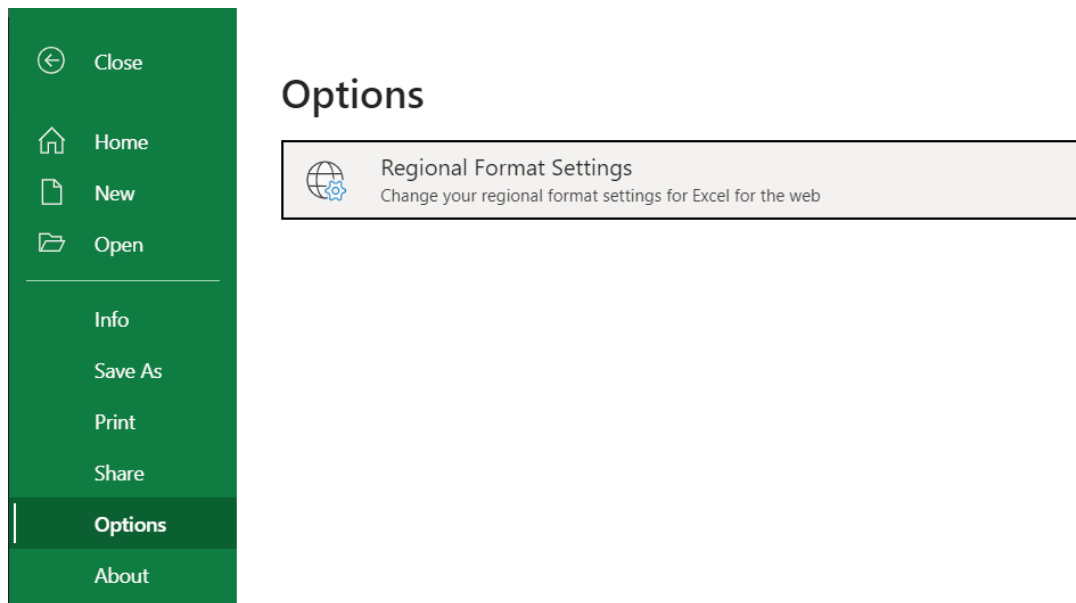 Close
Home
New
Open
Info
Save As
Print
Share
Options
About
Options
Regional Format Settings
Change your regional format settings for Excel for the web